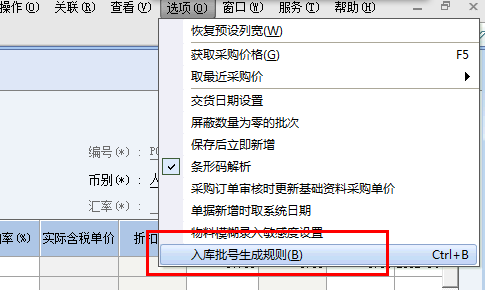 操作(O) 关联(R) 查看(V) 选项(O) 窗口(W) 服务(T) 帮助(H)
恢复预设列宽(W)
获取采购价格(G) F5
取最近采购价
交货日期设置
屏蔽数量为零的批次
保存后立即新增
编号(*)：
条形码解析
币别(*)：人
采购订单审核时更新基础资料采购单价
汇率(*)：
单据新增时取系统日期
物料模糊录入敏感度设置
率(%) 实际含税单价 折扣
入库批号生成规则(B) Ctrl+B